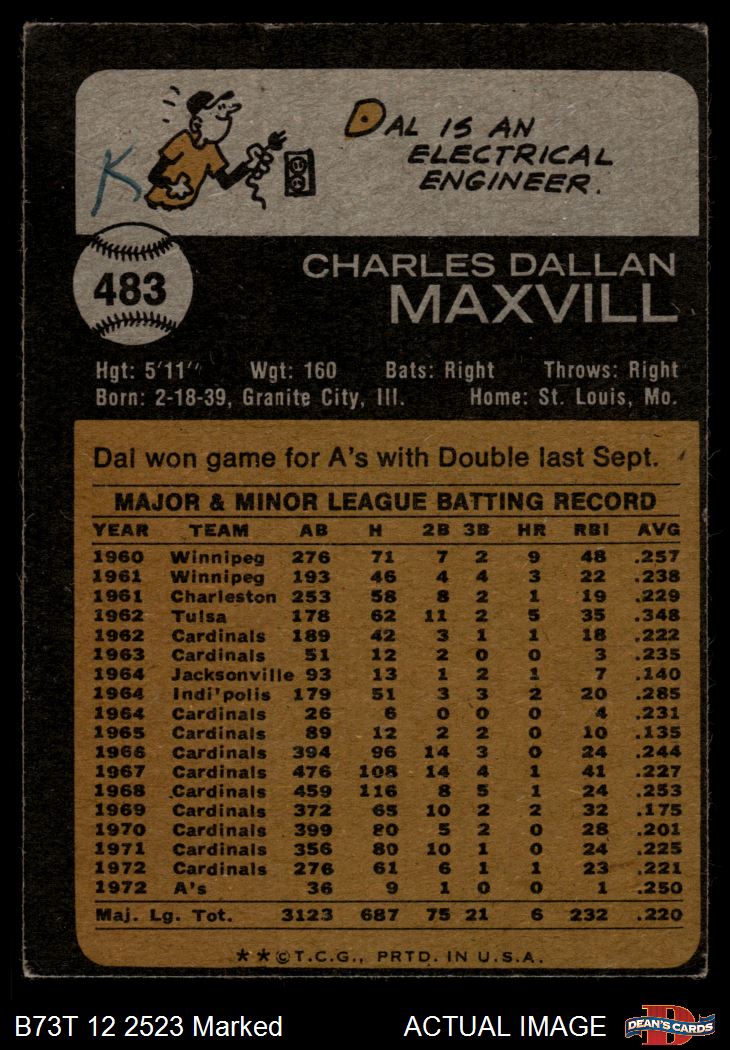 K
DAL IS AN
ELECTRICAL
ENGINEER.
483
CHARLES DALLAN
MAXVILL
Hgt: 5'11" Wgt: 160 Bats: Right Throws: Right
Born: 2-18-39, Granite City, Ill. Home: St. Louis, Mo.
Dal won game for A's with Double last Sept.
MAJOR & MINOR LEAGUE BATTING RECORD
YEAR TEAM AB H 2B 3B HR RBI AVG
1960 Winnipeg 276 71 7 2 9 48 .257
1961 Winnipeg 193 46 4 4 3 22 .238
1961 Charleston 253 58 8 2 1 19 .229
1962 Tulsa 178 62 11 2 5 35 .348
1962 Cardinals 189 42 3 1 1 18 .222
1963 Cardinals 51 12 2 0 0 3 .235
1964 Jacksonville 93 13 1 2 1 7 .140
1964 Indi'polis 179 51 3 3 2 20 .285
1964 Cardinals 26 6 0 0 0 4 .231
1965 Cardinals 89 12 2 2 0 10 .135
1966 Cardinals 394 96 14 3 0 24 .244
1967 Cardinals 476 108 14 4 1 41 .227
1968 Cardinals 459 116 8 5 1 24 .253
1969 Cardinals 372 65 10 2 2 32 .175
1970 Cardinals 399 80 5 2 0 28 .201
1971 Cardinals 356 80 10 1 0 24 .225
1972 Cardinals 276 61 6 1 1 23 .221
1972 A's 36 9 1 0 0 1 .250
Maj. Lg. Tot. 3123 687 75 21 6 232 .220
**©T.C.G., PRTD. IN U.S.A.
B73T 12 2523 Marked ACTUAL IMAGE D DEAN'S CARDS